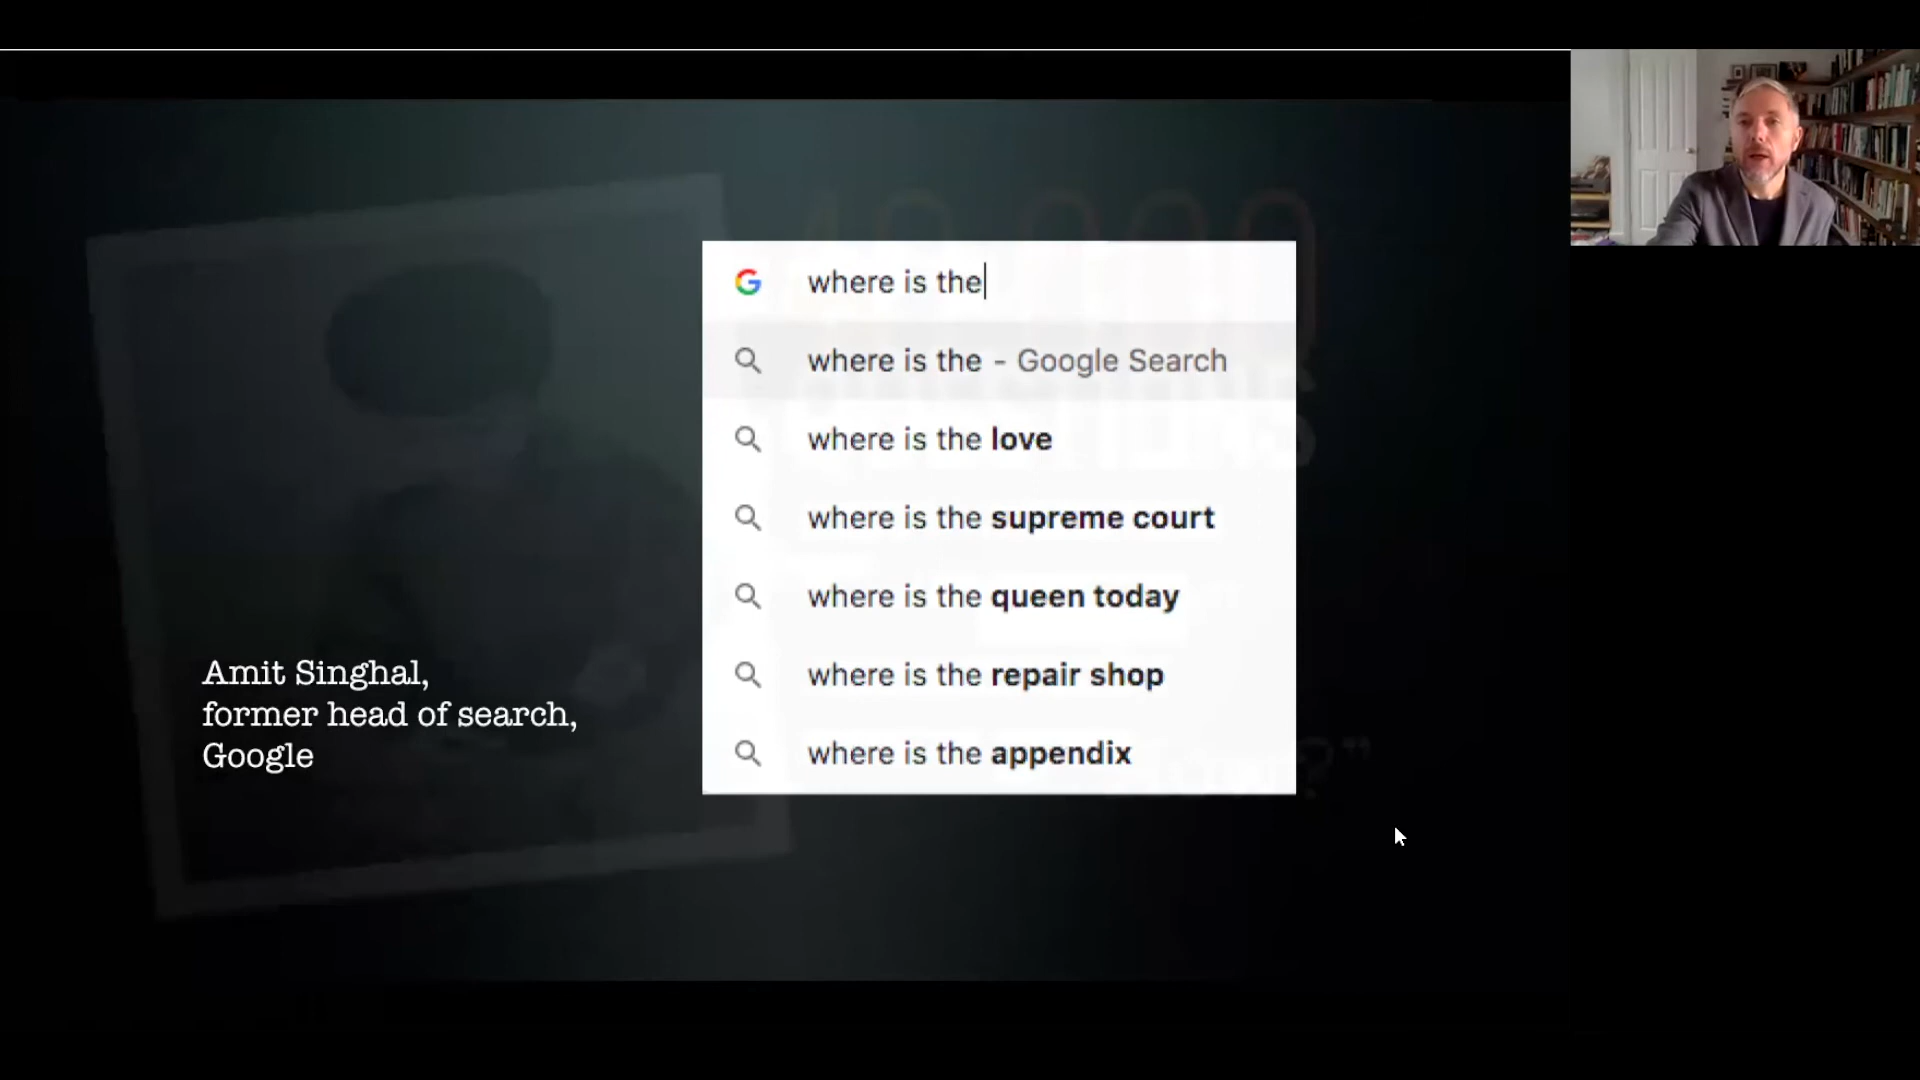 where is the
where is the - Google Search
where is the love
where is the supreme court
where is the queen today
where is the repair shop
where is the appendix
Amit Singhal,
former head of search,
Google